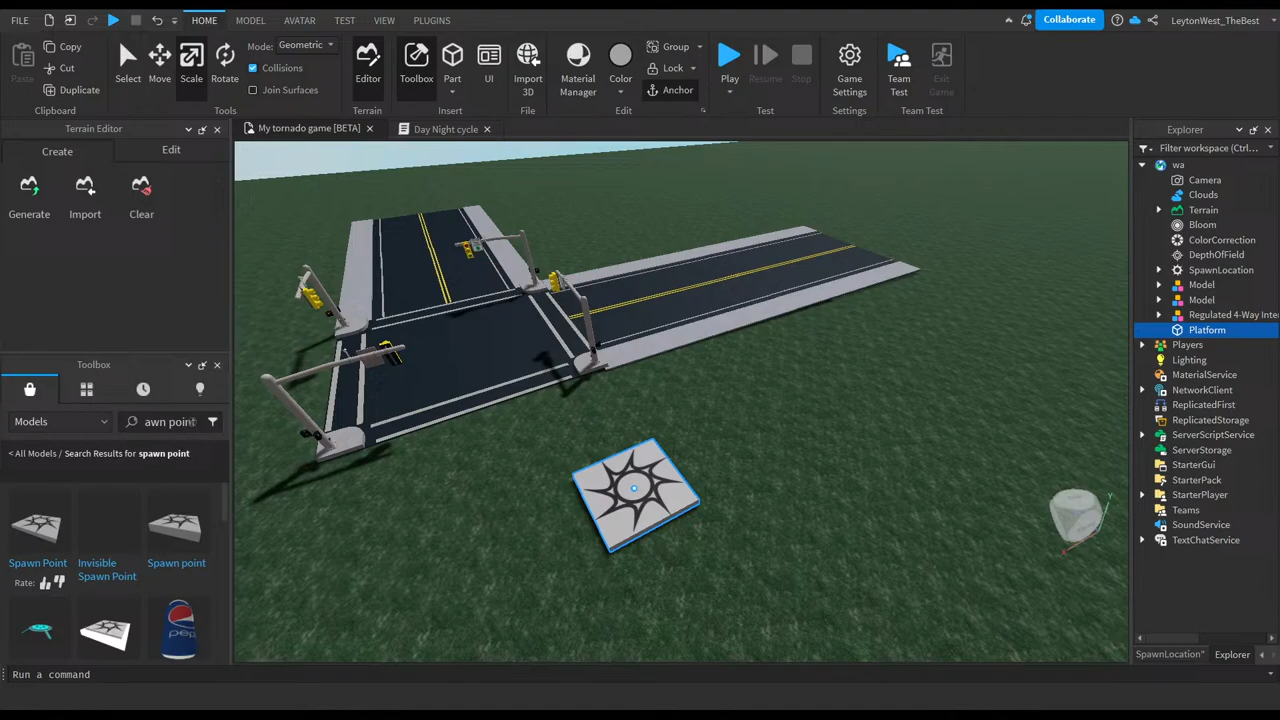 FILE HOME MODEL AVATAR TEST VIEW PLUGINS Collaborate LeytonWest_TheBest
Paste Copy Cut Duplicate Clipboard
Select Move Scale Rotate Mode: Geometric Collisions Join Surfaces Tools
Editor Terrain
Toolbox Part UI Insert
Import 3D File
Material Manager Color Group Lock Anchor Edit
Play Resume Stop Test
Game Settings Settings
Team Test Exit Game Team Test
Terrain Editor
Create Edit
Generate Import Clear
Toolbox
Models awn point
< All Models / Search Results for spawn point
Spawn Point Invisible Spawn Point Spawn point
Rate:
pepsi
My tornado game [BETA] Day Night cycle
Y
Explorer
Filter workspace (Ctrl...
wa
Camera
Clouds
Terrain
Bloom
ColorCorrection
DepthOfField
SpawnLocation
Model
Model
Regulated 4-Way Inte
Platform
Players
Lighting
MaterialService
NetworkClient
ReplicatedFirst
ReplicatedStorage
ServerScriptService
ServerStorage
StarterGui
StarterPack
StarterPlayer
Teams
SoundService
TextChatService
SpawnLocation" Explorer
Run a command